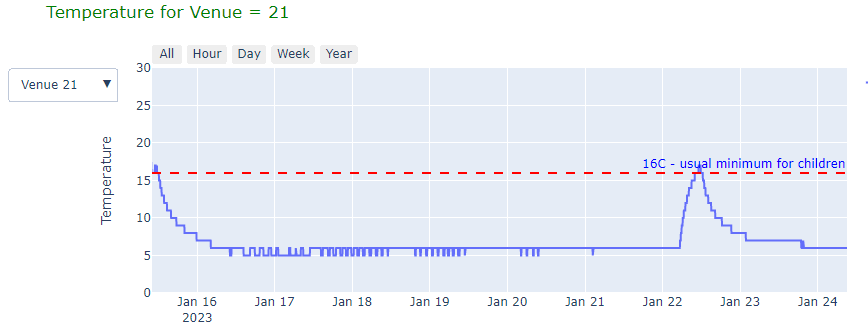 Temperature for Venue = 21
All Hour Day Week Year
Venue 21 ▼
Temperature
30
25
20
15
10
5
0
16C - usual minimum for children
Jan 16 Jan 17 Jan 18 Jan 19 Jan 20 Jan 21 Jan 22 Jan 23 Jan 24
2023